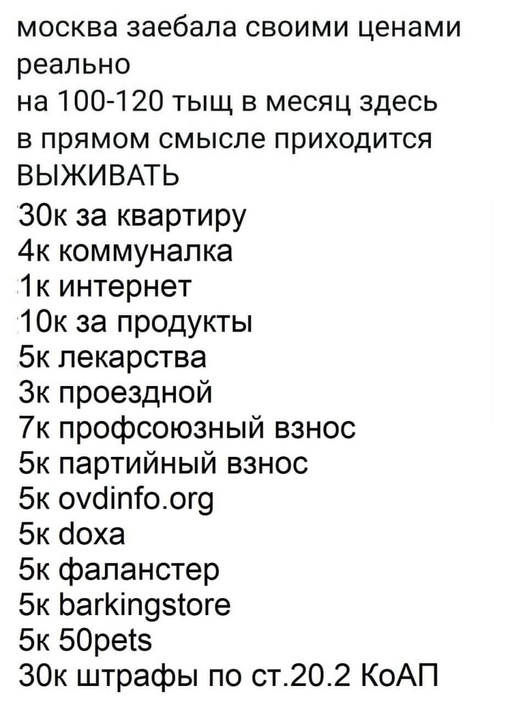 москва заебала своими ценами
реально
на 100-120 тыщ в месяц здесь
в прямом смысле приходится
ВЫЖИВАТЬ
30к за квартиру
4к коммуналка
1к интернет
10к за продукты
5к лекарства
3к проездной
7к профсоюзный взнос
5к партийный взнос
5к ovdinfo.org
5к doxa
5к фаланстер
5к barkingstore
5к 50pets
30к штрафы по ст.20.2 КоАП